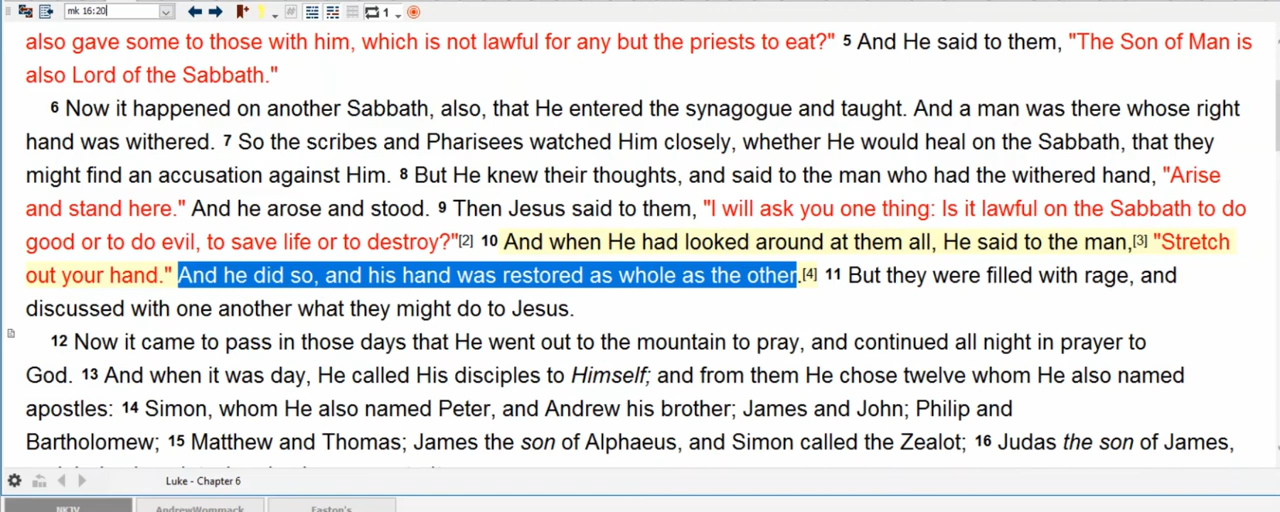 mk 16:20
1
also gave some to those with him, which is not lawful for any but the priests to eat?" 5 And He said to them, "The Son of Man is
also Lord of the Sabbath."
6 Now it happened on another Sabbath, also, that He entered the synagogue and taught. And a man was there whose right
hand was withered. 7 So the scribes and Pharisees watched Him closely, whether He would heal on the Sabbath, that they
might find an accusation against Him. 8 But He knew their thoughts, and said to the man who had the withered hand, "Arise
and stand here." And he arose and stood. 9 Then Jesus said to them, "I will ask you one thing: Is it lawful on the Sabbath to do
good or to do evil, to save life or to destroy?"[2] 10 And when He had looked around at them all, He said to the man,[3] "Stretch
out your hand." And he did so, and his hand was restored as whole as the other.[4] 11 But they were filled with rage, and
discussed with one another what they might do to Jesus.
12 Now it came to pass in those days that He went out to the mountain to pray, and continued all night in prayer to
God. 13 And when it was day, He called His disciples to Himself; and from them He chose twelve whom He also named
apostles: 14 Simon, whom He also named Peter, and Andrew his brother; James and John; Philip and
Bartholomew; 15 Matthew and Thomas; James the son of Alphaeus, and Simon called the Zealot; 16 Judas the son of James,
Luke - Chapter 6
NKJV AndrewWommack Easton's